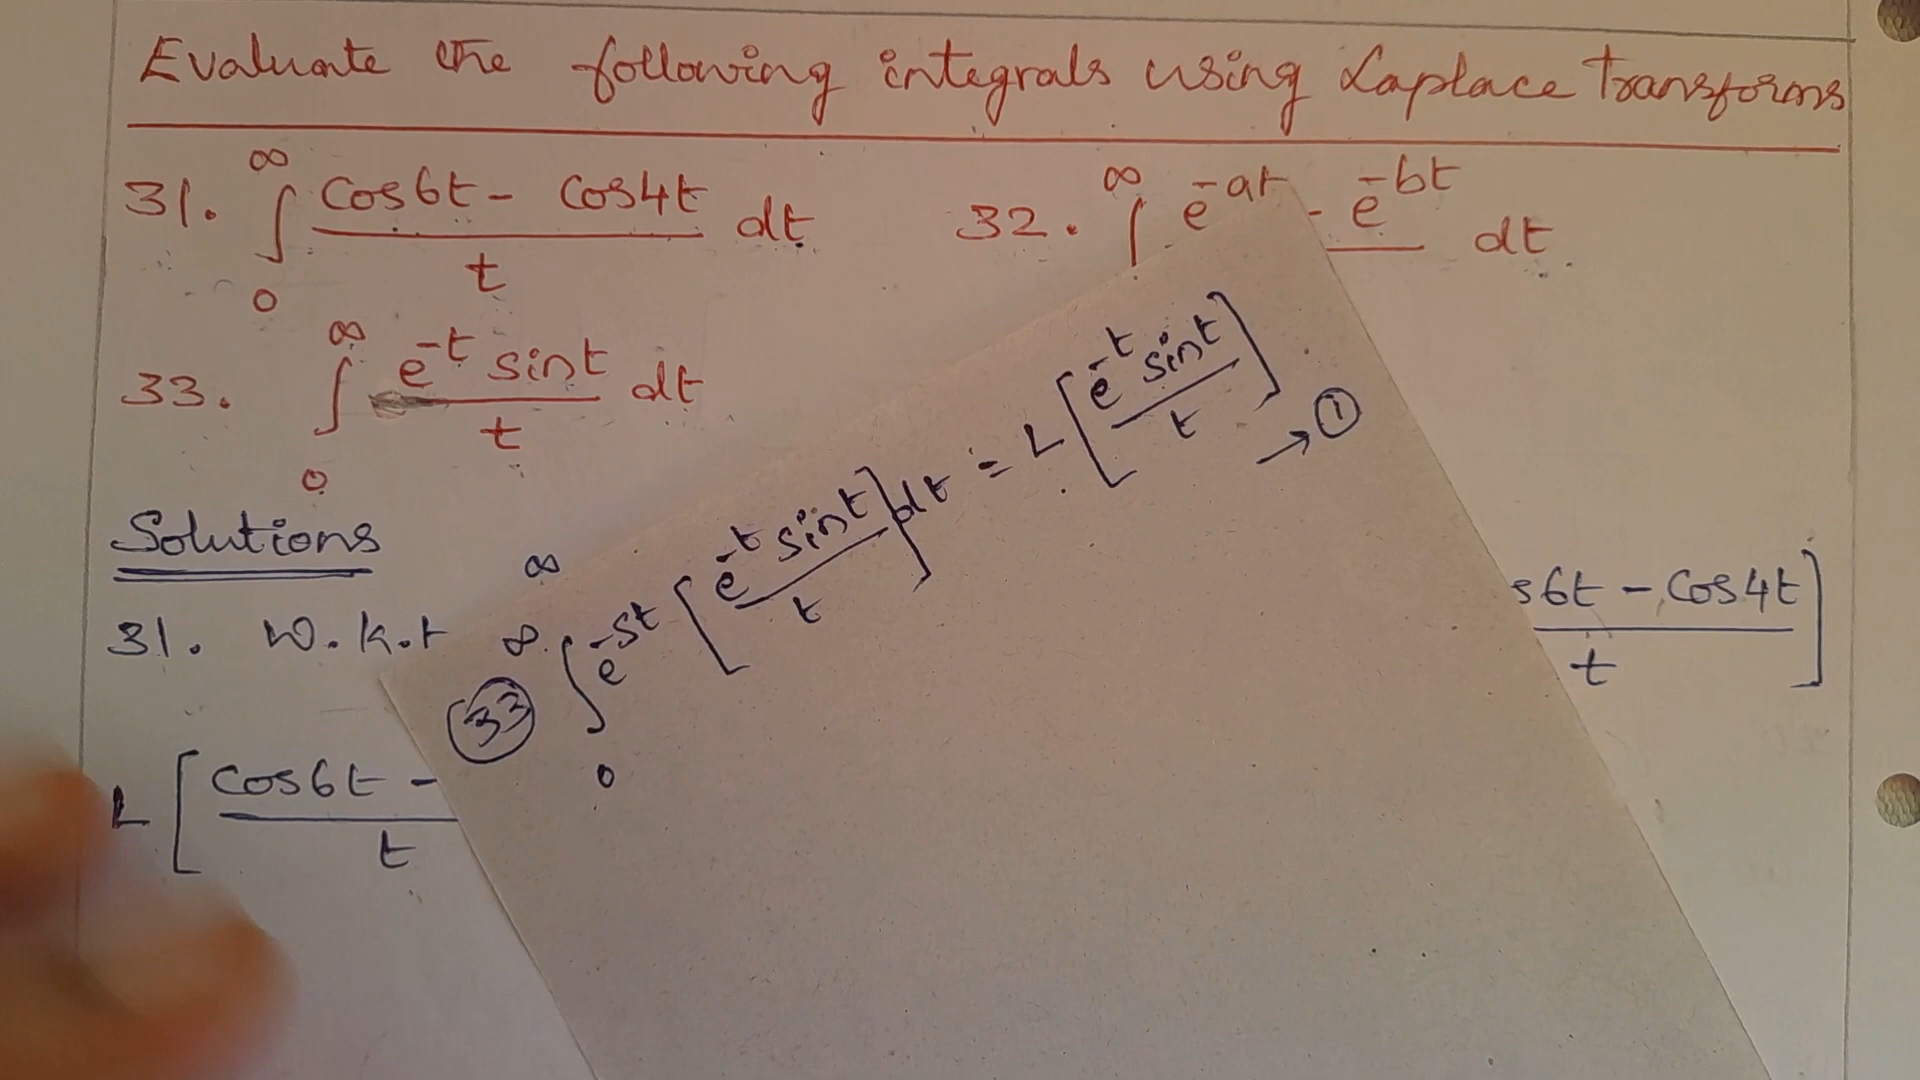 Evaluate the following integrals using Laplace Transforms
31. ∫₀^∞ (cos6t - cos4t)/t dt
32. ∫ e^-at - e^-bt dt
33. ∫₀^∞ (e^-t sint)/t dt
Solutions
31. W.k.t ∞
s6t - Cos4t]/t
L[cos6t - /t
(33) ∫₀^∞ e^-st [e^-t sint/t] dt = L[e^-t sint/t] → ①